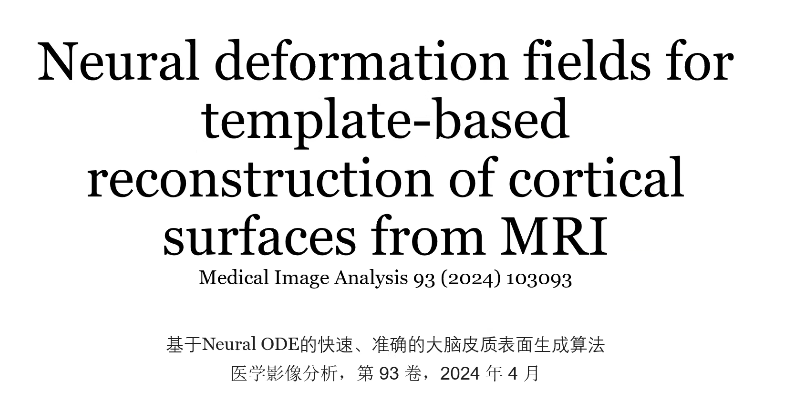 Neural deformation fields for
template-based
reconstruction of cortical
surfaces from MRI
Medical Image Analysis 93 (2024) 103093
基于Neural ODE的快速、准确的大脑皮质表面生成算法
医学影像分析，第 93 卷，2024 年 4 月